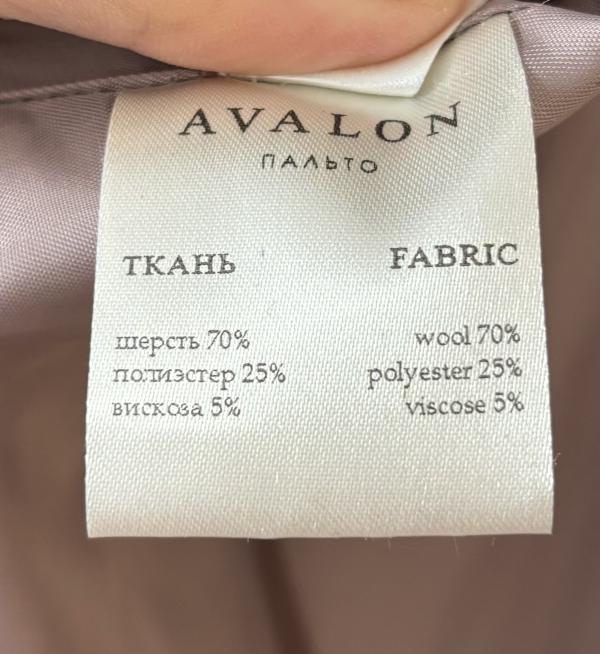 AVALON
ПАЛЬТО
ТКАНЬ FABRIC
шерсть 70% wool 70%
полиэстер 25% polyester 25%
вискоза 5% viscose 5%